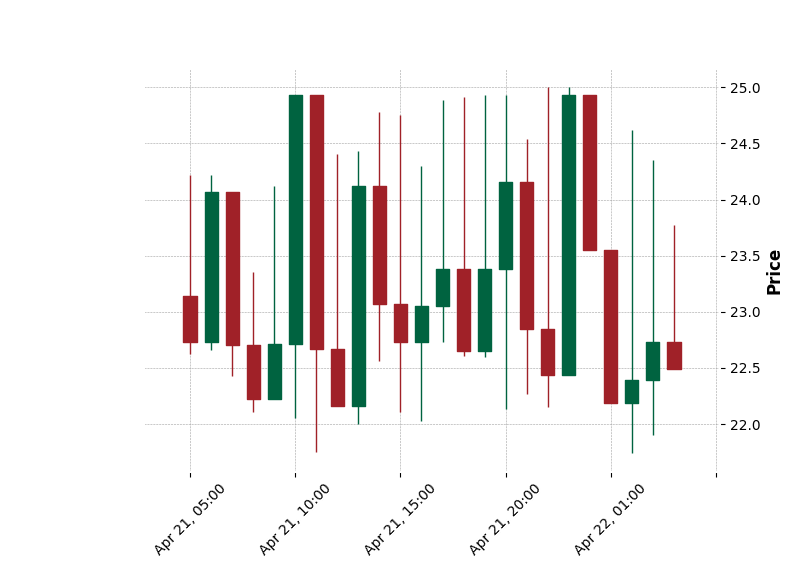 25.0
24.5
24.0
23.5
23.0
22.5
22.0
Price
Apr 21, 05:00
Apr 21, 10:00
Apr 21, 15:00
Apr 21, 20:00
Apr 22, 01:00